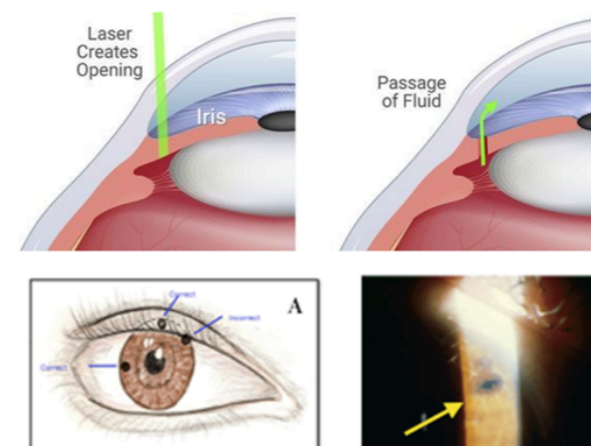 Laser
Creates
Opening
Iris
Passage
of Fluid
A
Correct
Incorrect
Correct